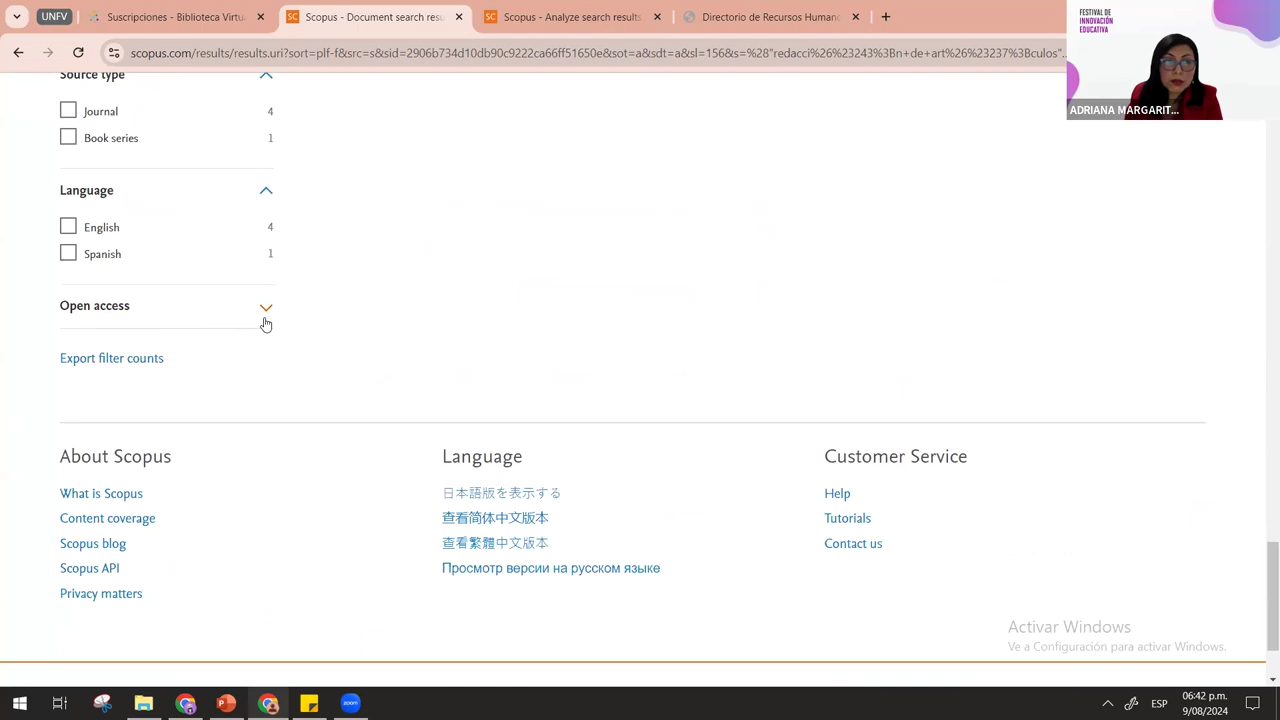 UNFV
Suscripciones - Biblioteca Virtu
Scopus - Document search resu
Scopus - Analyze search results
Directorio de Recursos Humano
scopus.com/results/results.uri?sort=plf-f&src=s&sid=2906b734d100d1b90c9222ca66ff51650e&sot=a&sdt=a&sl=156&s=%28"redacci%26%23243%3Bn+de+art%26%23237%3Bculos"
FESTIVAL DE
INNOVACIÓN
EDUCATIVA
ADRIANA MARGARIT...
Source type
Journal 4
Book series 1
Language
English 4
Spanish 1
Open access
Export filter counts
About Scopus
What is Scopus
Content coverage
Scopus blog
Scopus API
Privacy matters
Language
日本語版を表示する
查看简体中文版本
查看繁體中文版本
Просмотр версии на русском языке
Customer Service
Help
Tutorials
Contact us
Activar Windows
Ve a Configuración para activar Windows.
zoom
ESP
06:42 p.m.
9/08/2024